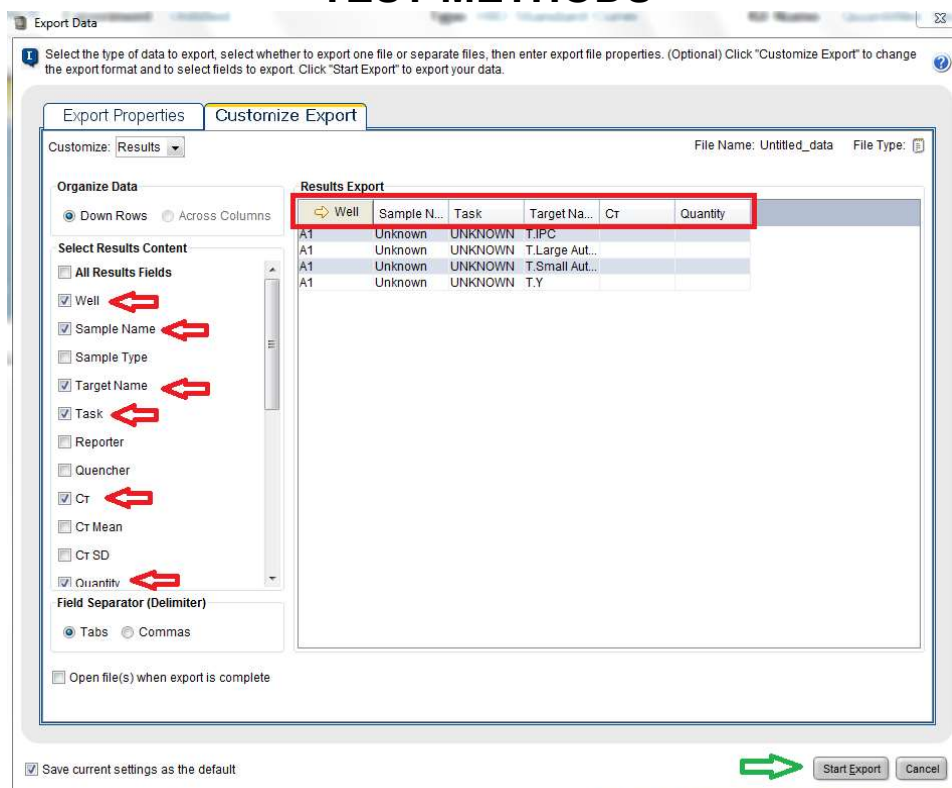 TEST METHODS
Export Data
Select the type of data to export, select whether to export one file or separate files, then enter export file properties. (Optional) Click "Customize Export" to change
the export format and to select fields to export. Click "Start Export" to export your data.
Export Properties Customize Export
Customize: Results File Name: Untitled_data File Type:
Organize Data
Down Rows Across Columns
Select Results Content
All Results Fields
Well
Sample Name
Sample Type
Target Name
Task
Reporter
Quencher
Cт
Cт Mean
Cт SD
Quantity
Field Separator (Delimiter)
Tabs Commas
Open file(s) when export is complete
Results Export
Well Sample N... Task Target Na... Cт Quantity
A1 Unknown UNKNOWN T.IPC
A1 Unknown UNKNOWN T.Large Aut...
A1 Unknown UNKNOWN T.Small Aut...
A1 Unknown UNKNOWN T.Y
Save current settings as the default
Start Export Cancel